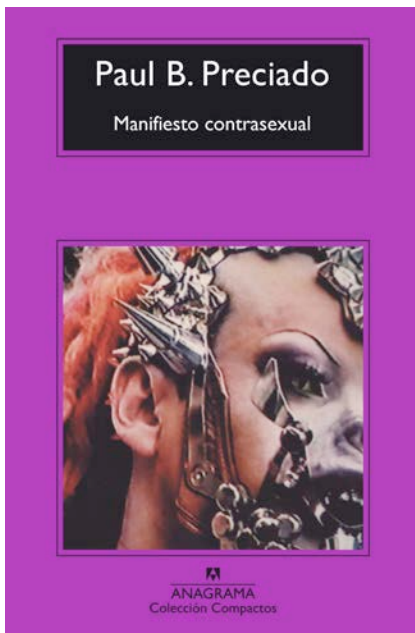 Paul B. Preciado
Manifiesto contrasexual
ANAGRAMA
Colección Compactos